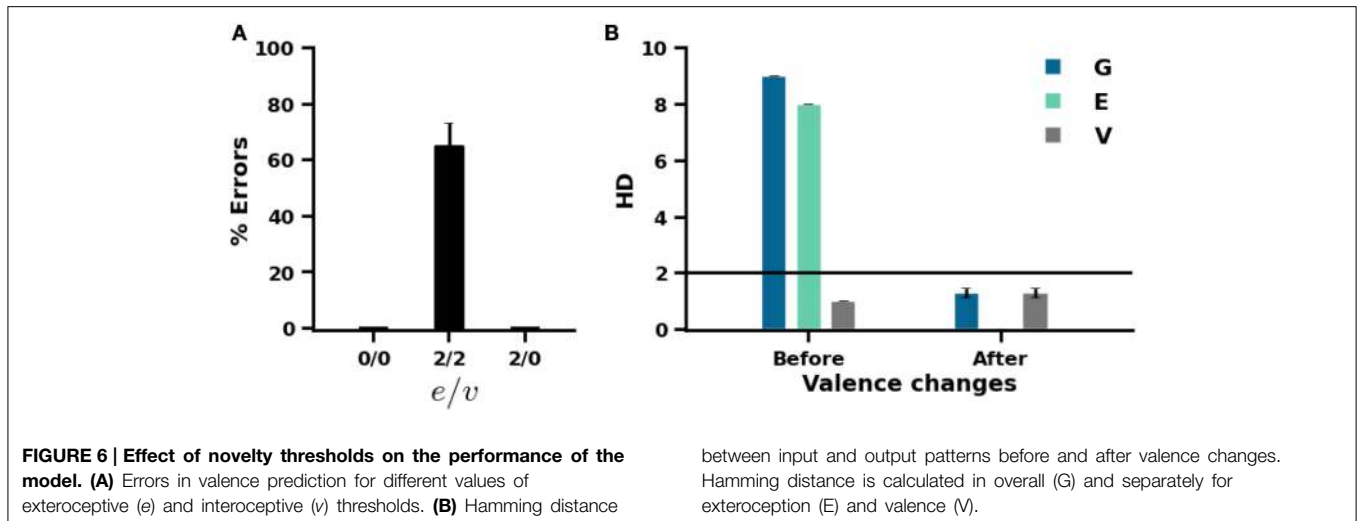 A
% Errors
100
80
60
40
20
0
0/0
2/2
2/0
e/v
B
HD
10
8
6
4
2
0
G
E
V
Before
After
Valence changes
FIGURE 6 | Effect of novelty thresholds on the performance of the
model. (A) Errors in valence prediction for different values of
exteroceptive (e) and interoceptive (v) thresholds. (B) Hamming distance
between input and output patterns before and after valence changes.
Hamming distance is calculated in overall (G) and separately for
exteroception (E) and valence (V).